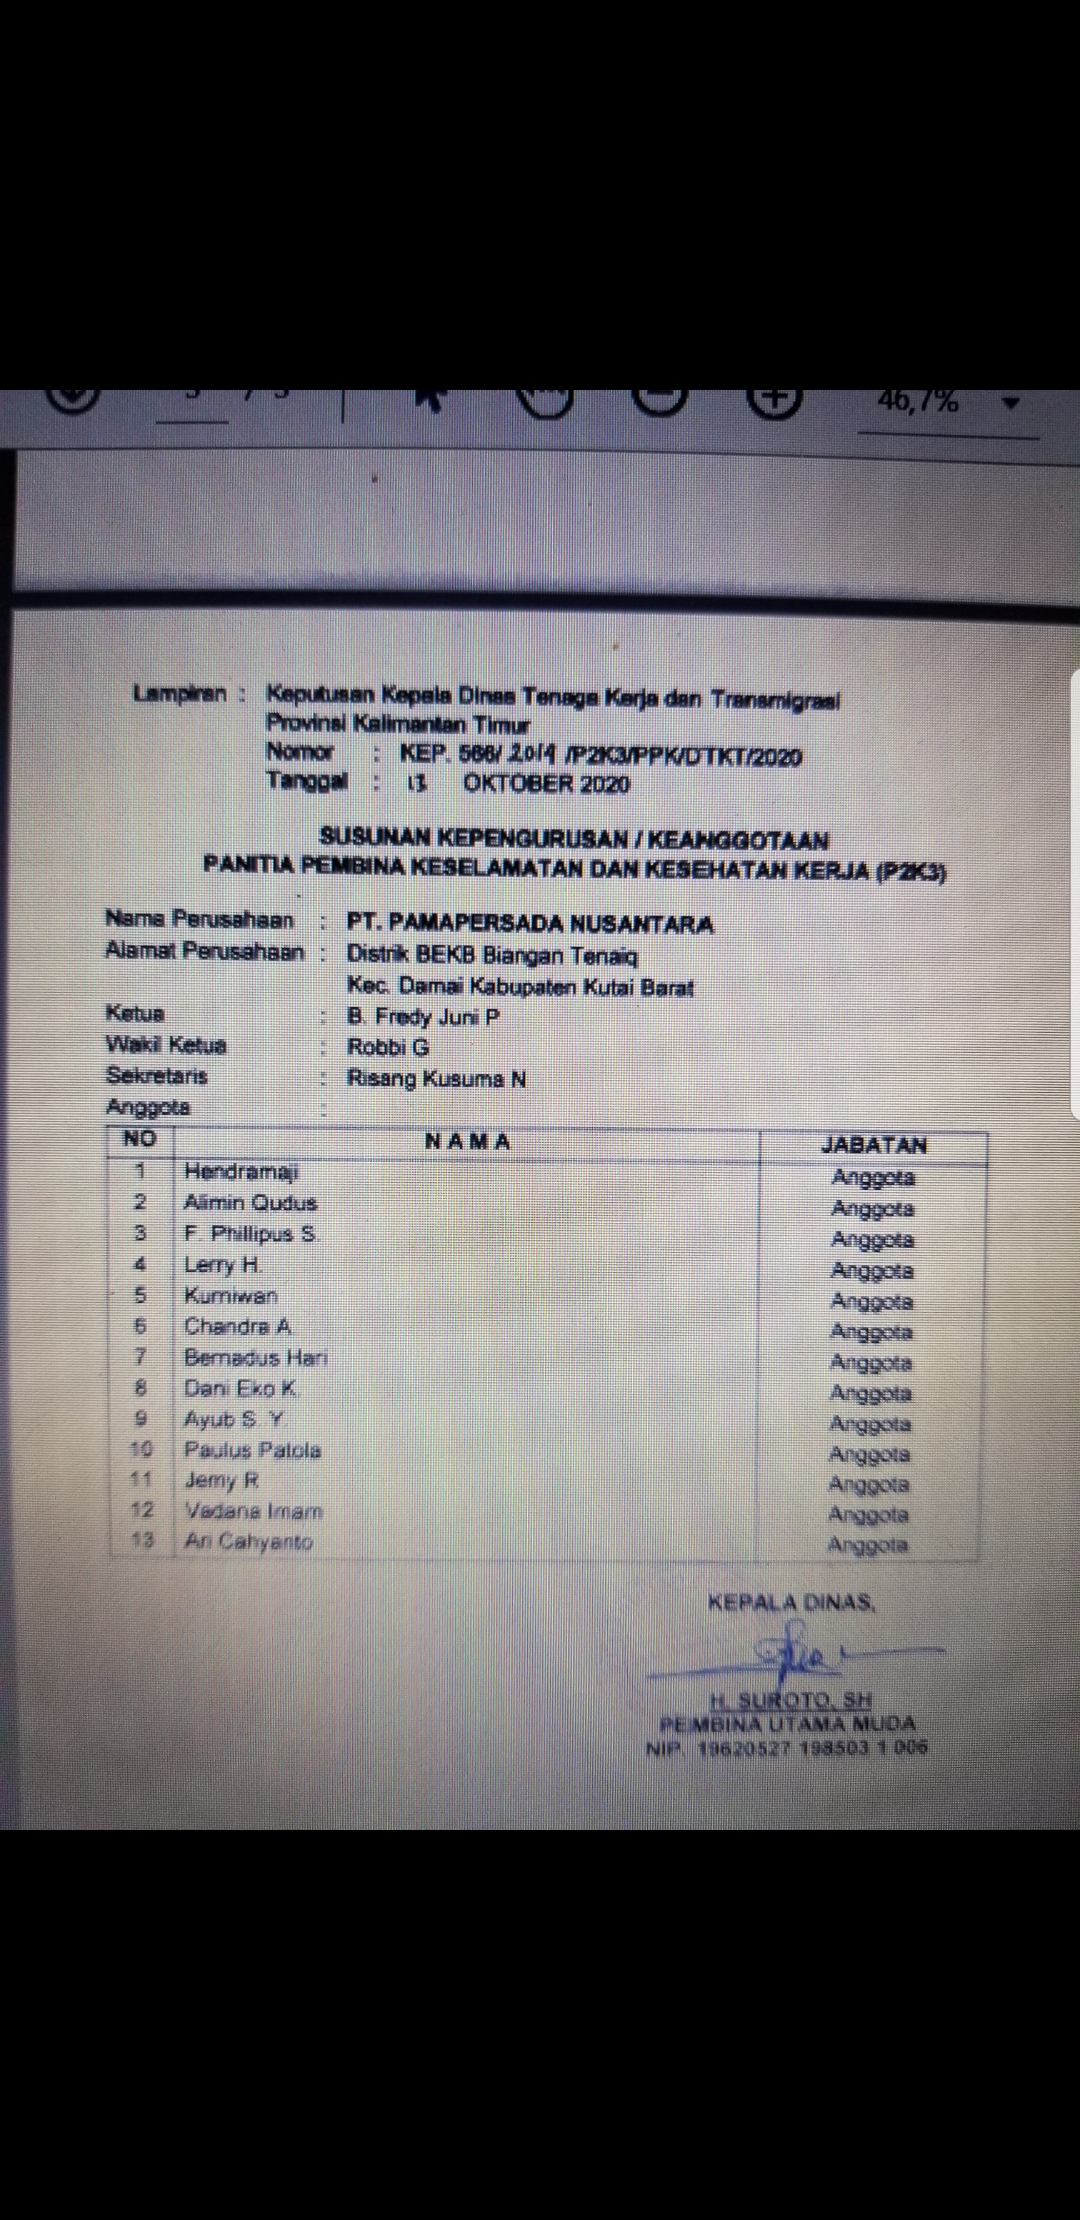 46,7%
Lampiran : Keputusan Kepala Dinas Tenaga Kerja dan Transmigrasi
Provinsi Kalimantan Timur
Nomor : KEP. 566/ 2014 /P2K3/PPK/DTKT/2020
Tanggal : 13 OKTOBER 2020
SUSUNAN KEPENGURUSAN / KEANGGOTAAN
PANITIA PEMBINA KESELAMATAN DAN KESEHATAN KERJA (P2K3)
Nama Perusahaan : PT. PAMAPERSADA NUSANTARA
Alamat Perusahaan : Distrik BEKB Biangan Tenaiq
Kec. Damai Kabupaten Kutai Barat
Ketua : B. Fredy Juni P
Wakil Ketua : Robbi G
Sekretaris : Risang Kusuma N
Anggota :
NO NAMA JABATAN
1 Hendramaji Anggota
2 Alimin Qudus Anggota
3 F. Phillipus S. Anggota
4 Lerry H. Anggota
5 Kurniwan Anggota
6 Chandra A. Anggota
7 Bernadus Hari Anggota
8 Dani Eko K. Anggota
9 Ayub S. Y. Anggota
10 Paulus Patola Anggota
11 Jemy R. Anggota
12 Vadana Imam Anggota
13 Ari Cahyanto Anggota
KEPALA DINAS,
H. SUROTO, SH
PEMBINA UTAMA MUDA
NIP. 19620527 198503 1 006